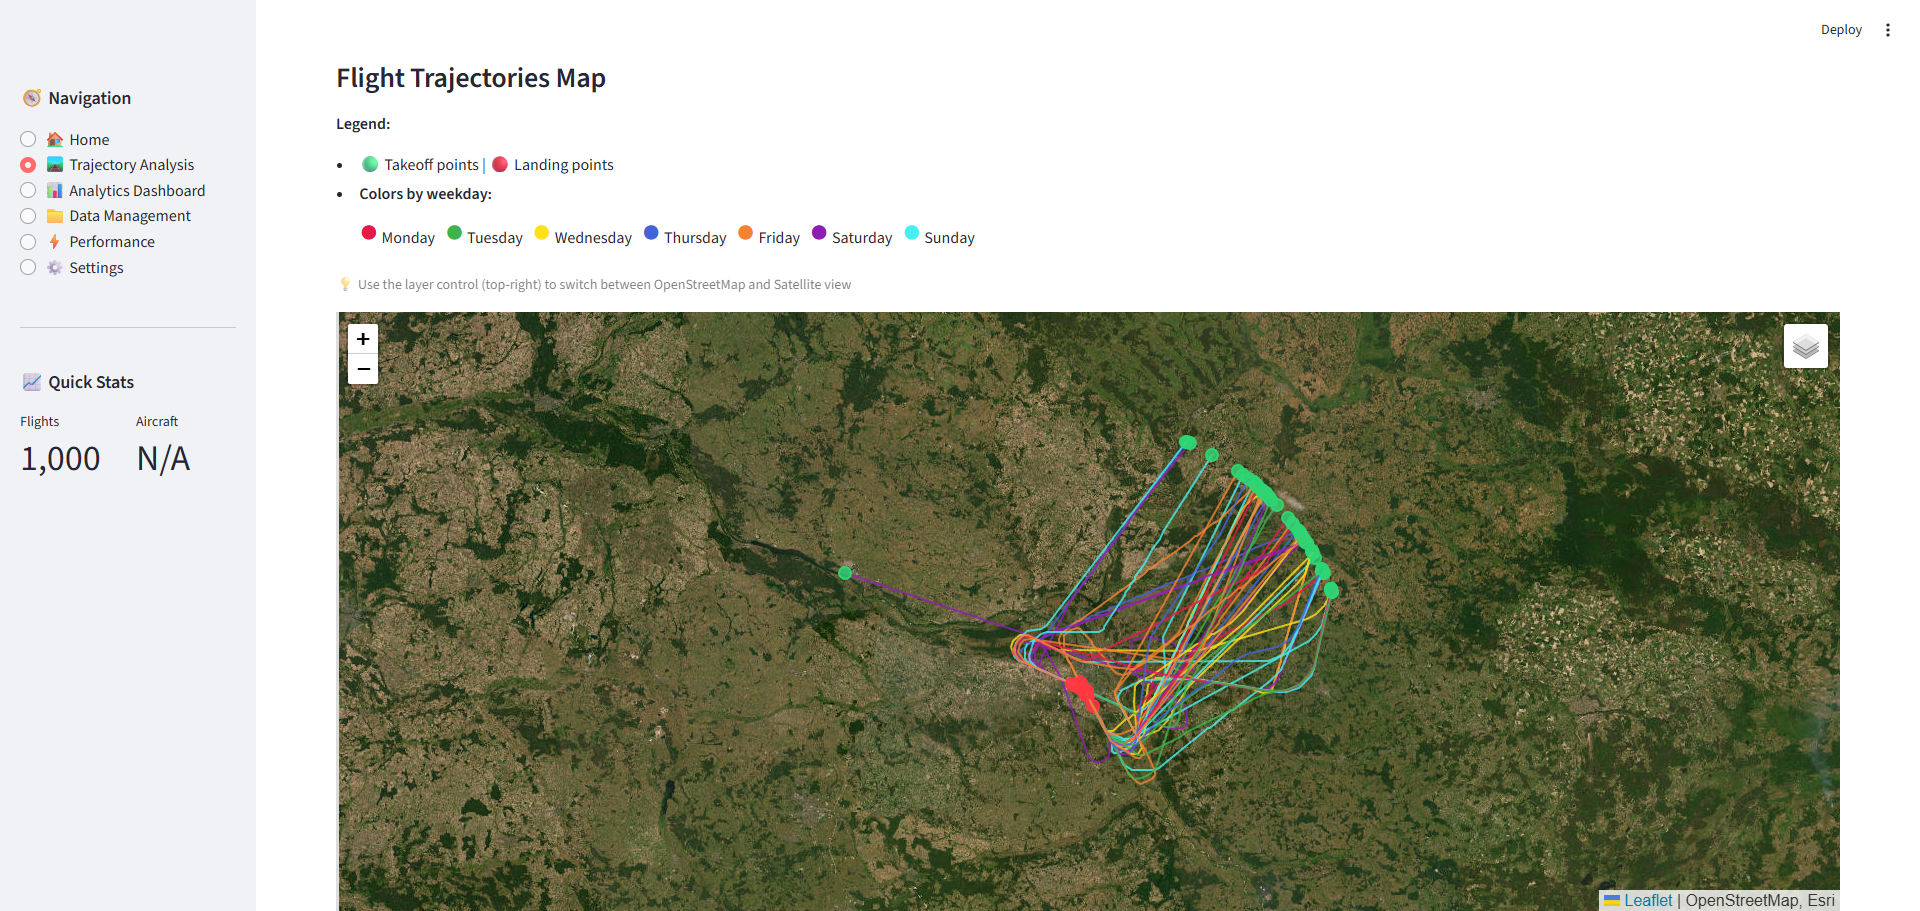 Deploy
Navigation
Home
Trajectory Analysis
Analytics Dashboard
Data Management
Performance
Settings
Quick Stats
Flights Aircraft
1,000 N/A
Flight Trajectories Map
Legend:
Takeoff points | Landing points
Colors by weekday:
Monday Tuesday Wednesday Thursday Friday Saturday Sunday
Use the layer control (top-right) to switch between OpenStreetMap and Satellite view
+
−
Leaflet | OpenStreetMap, Esri